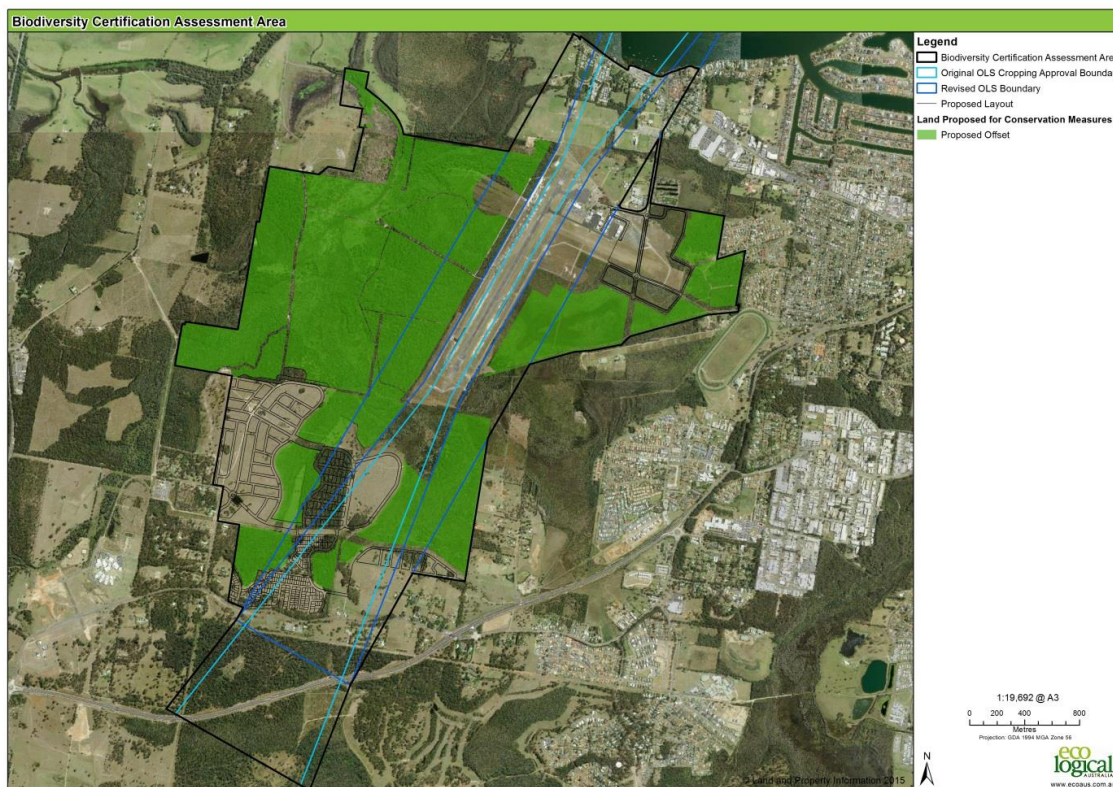 Biodiversity Certification Assessment Area
Legend
Biodiversity Certification Assessment Are
Original OLS Cropping Approval Bounda
Revised OLS Boundary
Proposed Layout
Land Proposed for Conservation Measures
Proposed Offset
1:19,692 @ A3
0 200 400 800
Metres
Projection: GDA 1994 MGA Zone 56
N
eco
logical
AUSTRALIA
www.ecoaus.com.a
© Land and Property Information 2015